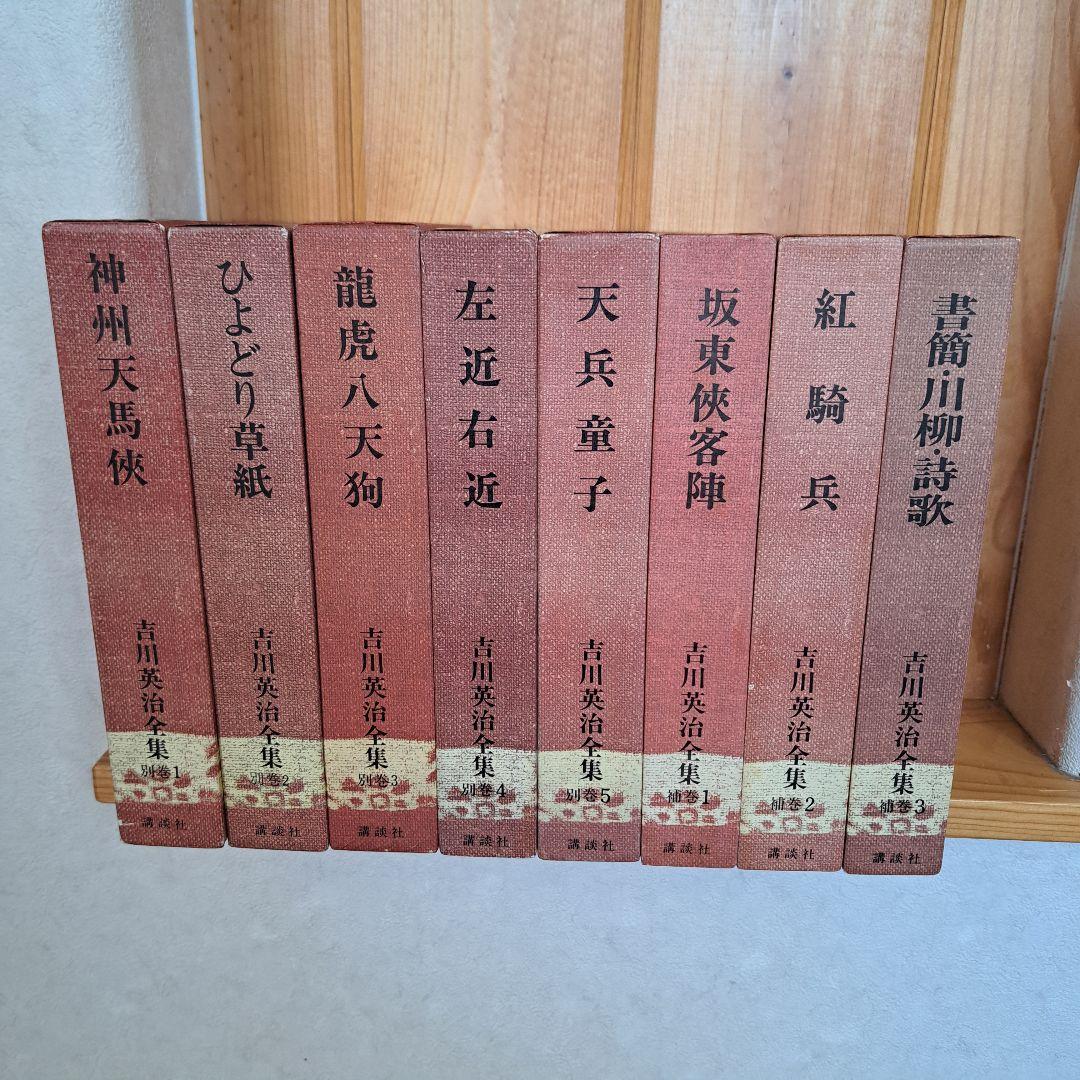 神州天馬俠
吉川英治全集
別巻1
講談社
ひよどり草紙
吉川英治全集
別巻2
講談社
龍虎八天狗
吉川英治全集
別巻3
講談社
左近右近
吉川英治全集
別巻4
講談社
天兵童子
吉川英治全集
別巻5
講談社
坂東俠客陣
吉川英治全集
補巻1
講談社
紅騎兵
吉川英治全集
補巻2
講談社
書簡・川柳・詩歌
吉川英治全集
補巻3
講談社